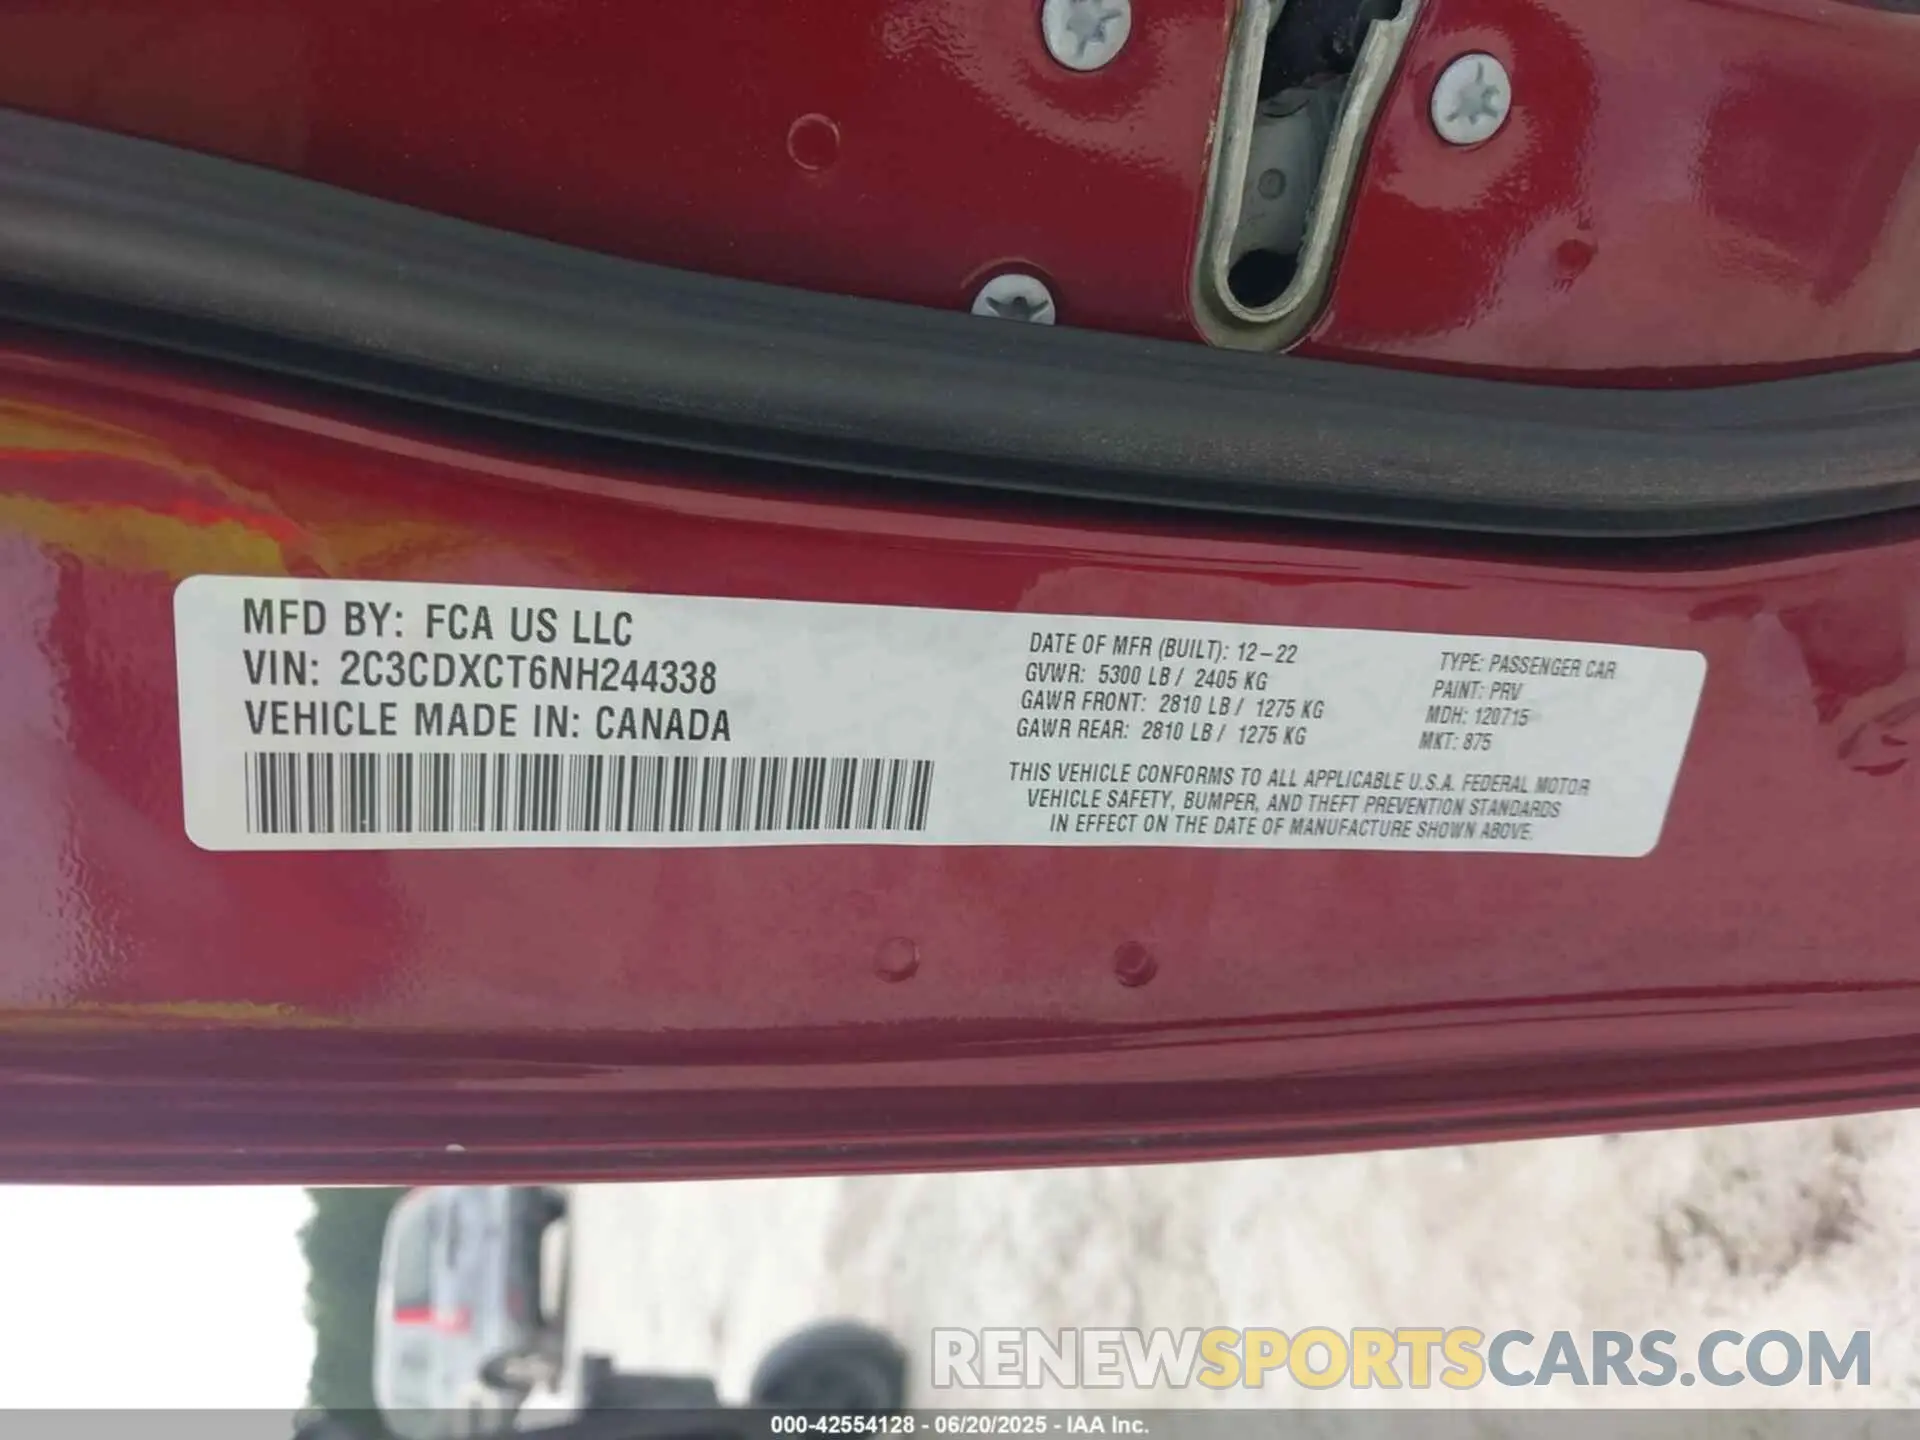 MFD BY: FCA US LLC
VIN: 2C3CDXCT6NH244338
VEHICLE MADE IN: CANADA
DATE OF MFR (BUILT): 12-22
GVWR: 5300 LB / 2405 KG
GAWR FRONT: 2810 LB / 1275 KG
GAWR REAR: 2810 LB / 1275 KG
TYPE: PASSENGER CAR
PAINT: PRV
MDH: 120715
MKT: 875
THIS VEHICLE CONFORMS TO ALL APPLICABLE U.S.A. FEDERAL MOTOR
VEHICLE SAFETY, BUMPER, AND THEFT PREVENTION STANDARDS
IN EFFECT ON THE DATE OF MANUFACTURE SHOWN ABOVE.
RENEWSPORTSCARS.COM
000-42554128 - 06/20/2025 - IAA Inc.